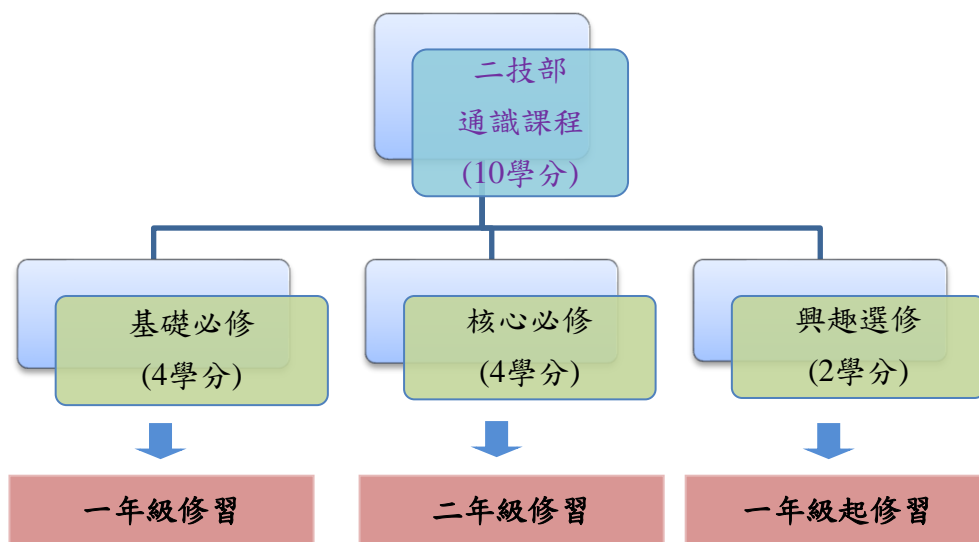 二技部
通識課程
(10學分)
基礎必修
(4學分)
核心必修
(4學分)
興趣選修
(2學分)
一年級修習
二年級修習
一年級起修習